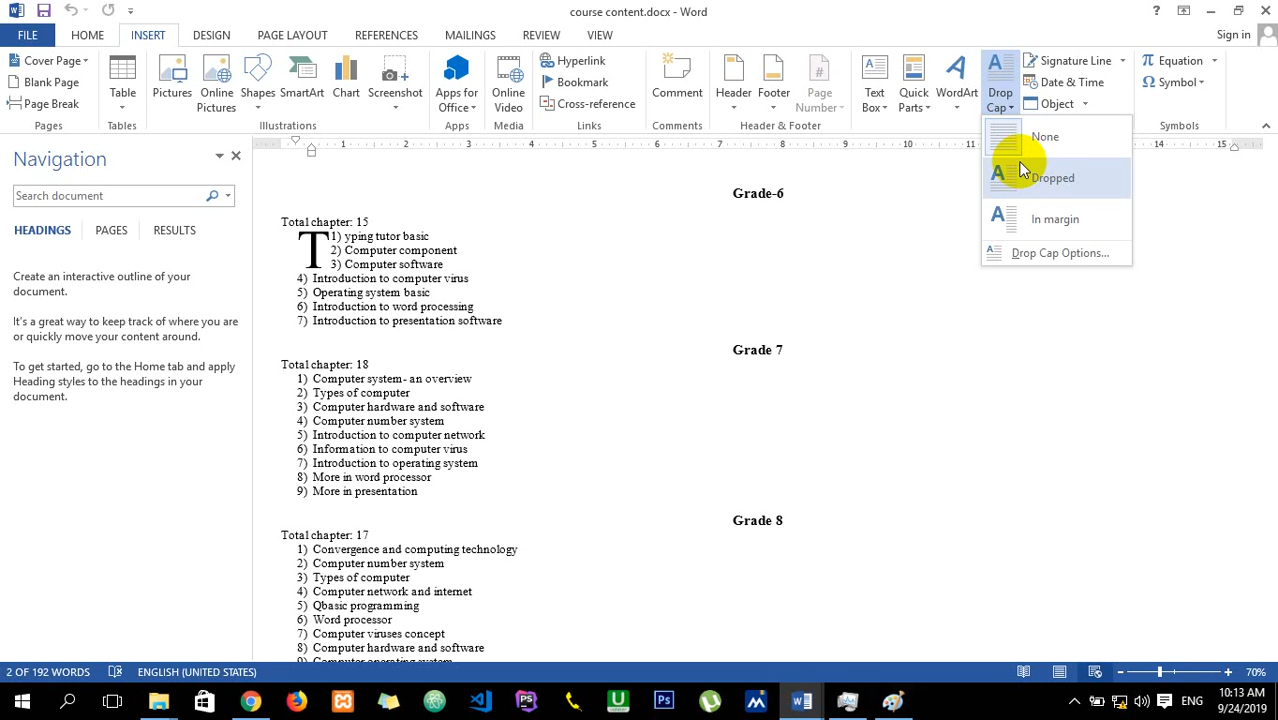 course content.docx - Word
FILE
HOME
INSERT
DESIGN
PAGE LAYOUT
REFERENCES
MAILINGS
REVIEW
VIEW
Sign in
Cover Page
Blank Page
Page Break
Pages
Table
Tables
Pictures
Online Pictures
Shapes
SmartArt
Chart
Screenshot
Illustrations
Apps for Office
Apps
Online Video
Media
Hyperlink
Bookmark
Cross-reference
Links
Comment
Comments
Header
Footer
Page Number
Header & Footer
Text Box
Quick Parts
WordArt
Drop Cap
Signature Line
Date & Time
Object
Equation
Symbol
Symbols
None
Dropped
In margin
Drop Cap Options...
1 2 3 4 5 6 7 8 9 10 11 14 15
Navigation
Search document
HEADINGS
PAGES
RESULTS
Create an interactive outline of your
document.
It's a great way to keep track of where you are
or quickly move your content around.
To get started, go to the Home tab and apply
Heading styles to the headings in your
document.
Grade-6
Total chapter: 15
T 1) yping tutor basic
2) Computer component
3) Computer software
4) Introduction to computer virus
5) Operating system basic
6) Introduction to word processing
7) Introduction to presentation software
Grade 7
Total chapter: 18
1) Computer system- an overview
2) Types of computer
3) Computer hardware and software
4) Computer number system
5) Introduction to computer network
6) Information to computer virus
7) Introduction to operating system
8) More in word processor
9) More in presentation
Grade 8
Total chapter: 17
1) Convergence and computing technology
2) Computer number system
3) Types of computer
4) Computer network and internet
5) Qbasic programming
6) Word processor
7) Computer viruses concept
8) Computer hardware and software
9) Computer operating system
2 OF 192 WORDS
ENGLISH (UNITED STATES)
70%
ENG
10:13 AM
9/24/2019